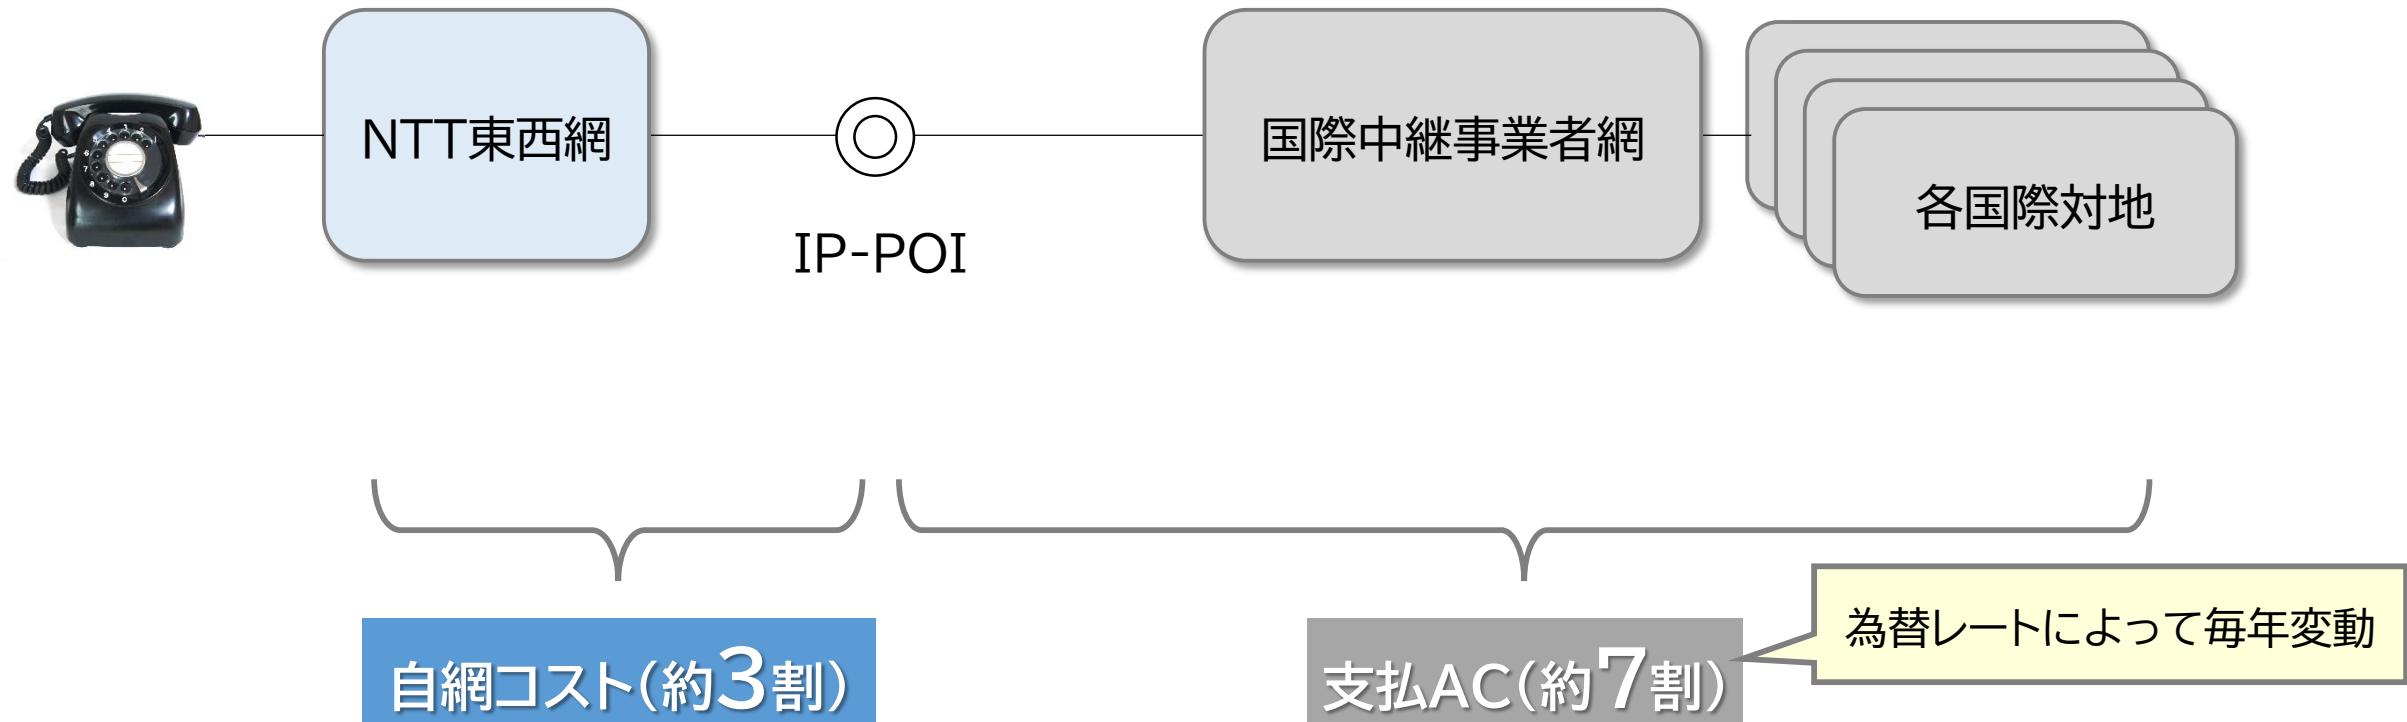 NTT東西網
国際中継事業者網
各国際対地
IP-POI
為替レートによって毎年変動
自網コスト(約3割)
支払AC(約7割)